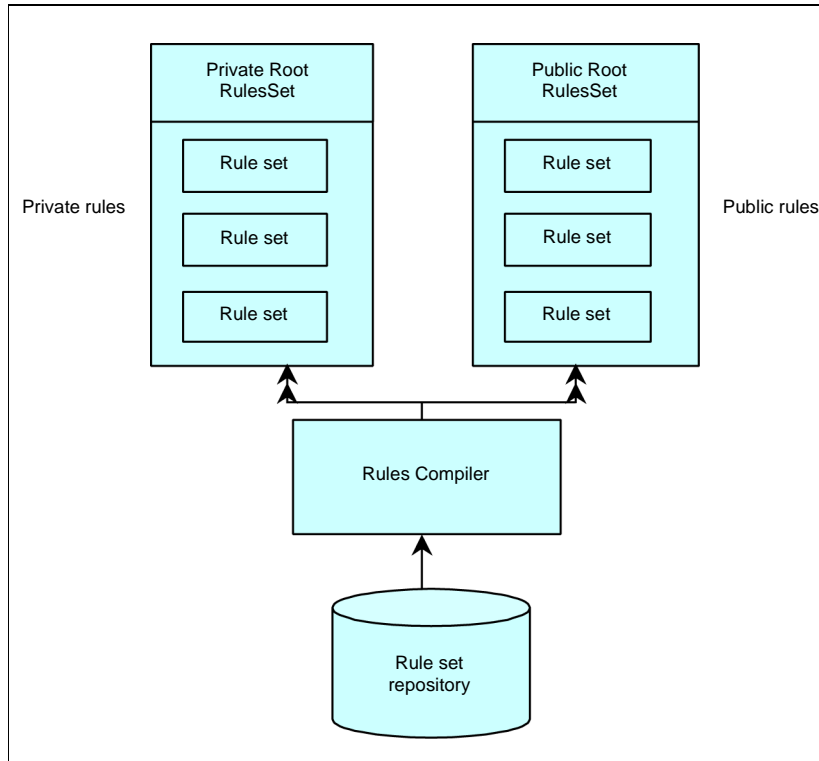 Private Root
RulesSet
Public Root
RulesSet
Private rules
Rule set
Rule set
Rule set
Rule set
Rule set
Rule set
Public rules
Rules Compiler
Rule set
repository